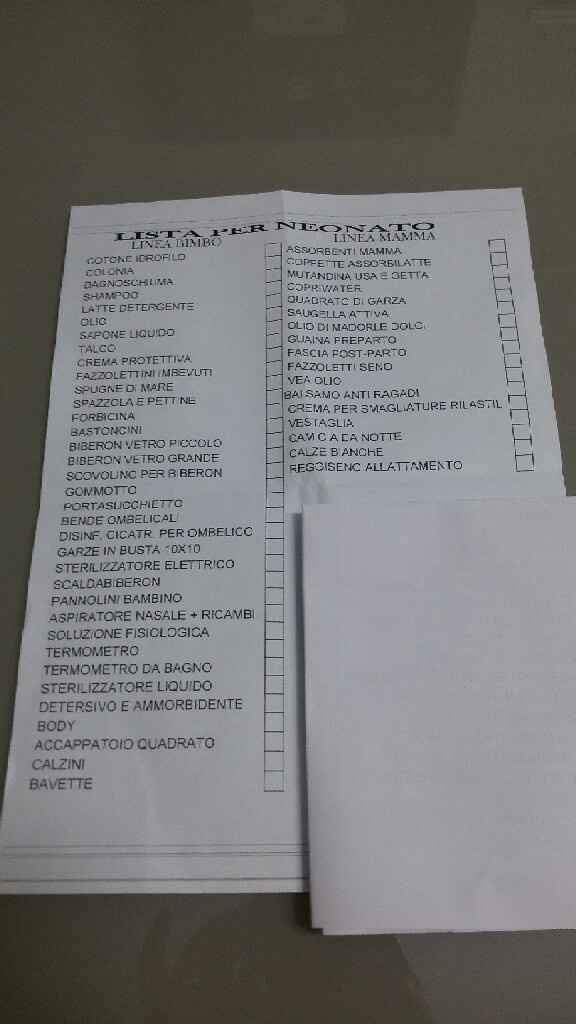 LISTA PER NEONATO
LINEA BIMBO
COTONE IDROFILO
COLONIA
BAGNOSCHIUMA
SHAMPOO
LATTE DETERGENTE
OLIO
SAPONE LIQUIDO
TALCO
CREMA PROTETTIVA
FAZZOLETTINI IMBEVUTI
SPUGNE DI MARE
SPAZZOLA E PETTINE
FORBICINA
BASTONCINI
BIBERON VETRO PICCOLO
BIBERON VETRO GRANDE
SCOVOLINO PER BIBERON
GOMMOTTO
PORTASUCCHIETTO
BENDE OMBELICALI
DISINF. CICATR. PER OMBELICO
GARZE IN BUSTA 10X10
STERILIZZATORE ELETTRICO
SCALDABIBERON
PANNOLINI BAMBINO
ASPIRATORE NASALE + RICAMBI
SOLUZIONE FISIOLOGICA
TERMOMETRO
TERMOMETRO DA BAGNO
STERILIZZATORE LIQUIDO
DETERSIVO E AMMORBIDENTE
BODY
ACCAPPATOIO QUADRATO
CALZINI
BAVETTE
LINEA MAMMA
ASSORBENTI MAMMA
COPPETTE ASSORBILATTE
MUTANDINA USA E GETTA
COPRIWATER
QUADRATO DI GARZA
SAUGELLA ATTIVA
OLIO DI MADORLE DOLCI
GUAINA PREPARTO
FASCIA POST-PARTO
FAZZOLETTI SENO
VEA OLIO
BALSAMO ANTI RAGADI
CREMA PER SMAGLIATURE RILASTIL
VESTAGLIA
CAMICIA DA NOTTE
CALZE BIANCHE
REGGISENO ALLATTAMENTO